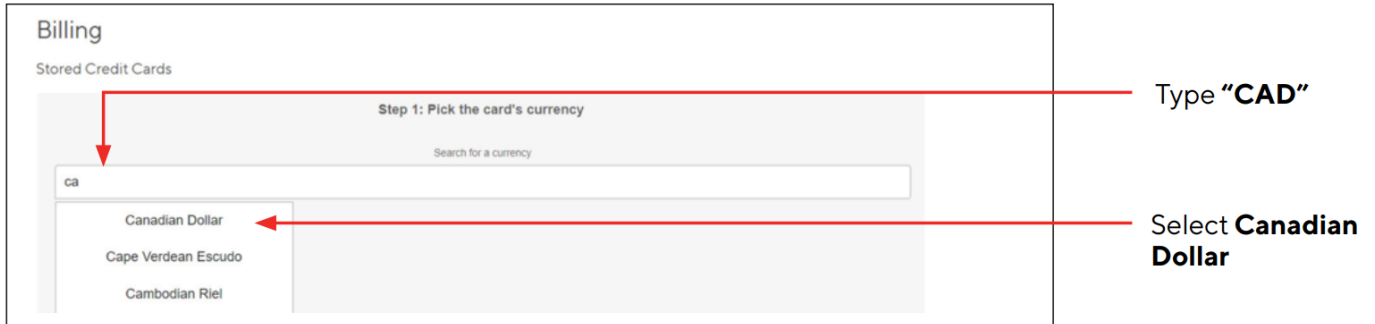 Billing
Stored Credit Cards
Step 1: Pick the card's currency
Search for a currency
ca
Canadian Dollar
Cape Verdean Escudo
Cambodian Riel
Type “CAD”
Select Canadian
Dollar